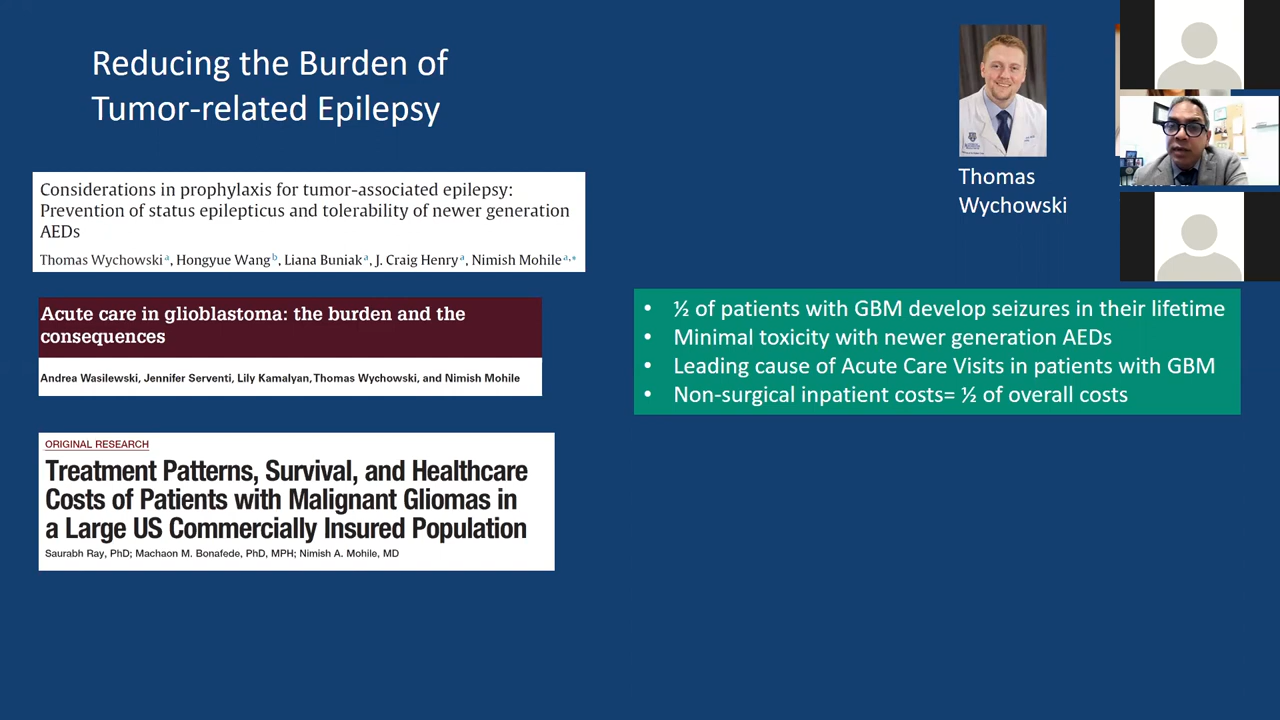 Reducing the Burden of
Tumor-related Epilepsy
Thomas
Wychowski
Considerations in prophylaxis for tumor-associated epilepsy:
Prevention of status epilepticus and tolerability of newer generation
AEDs
Thomas Wychowski a, Hongyue Wang b, Liana Buniak a, J. Craig Henry a, Nimish Mohile a,*
Acute care in glioblastoma: the burden and the
consequences
Andrea Wasilewski, Jennifer Serventi, Lily Kamalyan, Thomas Wychowski, and Nimish Mohile
• ½ of patients with GBM develop seizures in their lifetime
• Minimal toxicity with newer generation AEDs
• Leading cause of Acute Care Visits in patients with GBM
• Non-surgical inpatient costs= ½ of overall costs
ORIGINAL RESEARCH
Treatment Patterns, Survival, and Healthcare
Costs of Patients with Malignant Gliomas in
a Large US Commercially Insured Population
Saurabh Ray, PhD; Machaon M. Bonafede, PhD, MPH; Nimish A. Mohile, MD